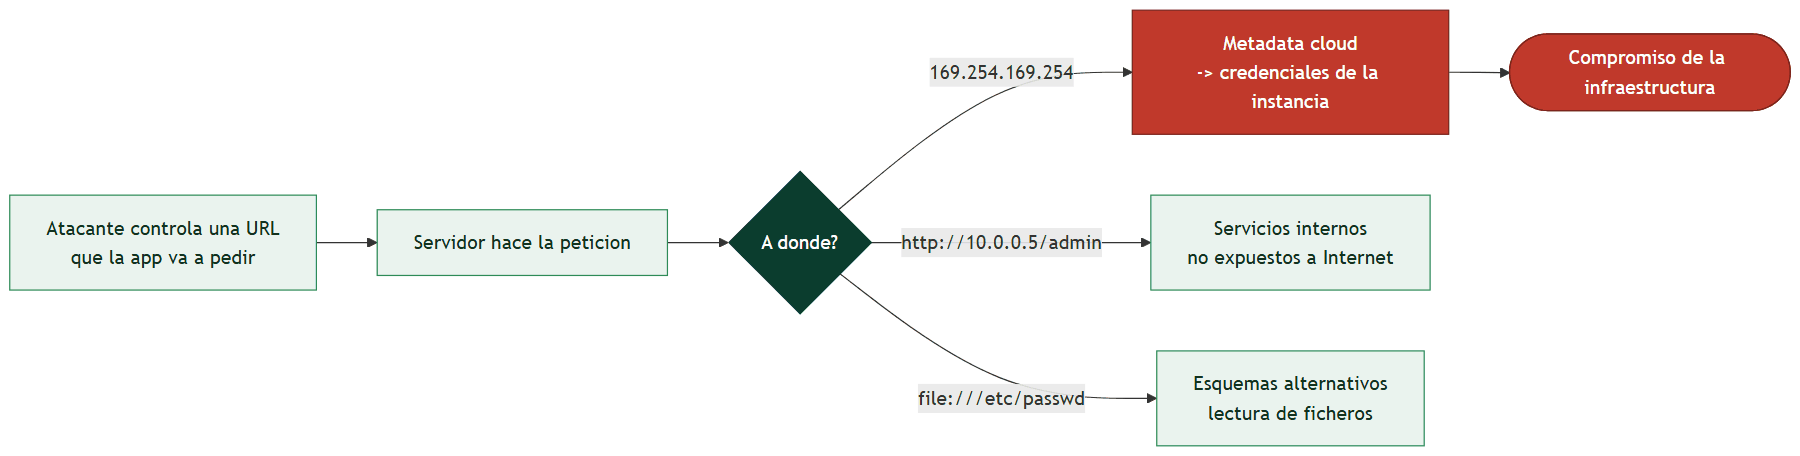 Atacante controla una URL
que la app va a pedir
Servidor hace la peticion
A donde?
169.254.169.254
Metadata cloud
-> credenciales de la
instancia
Compromiso de la
infraestructura
http://10.0.0.5/admin
Servicios internos
no expuestos a Internet
file:///etc/passwd
Esquemas alternativos
lectura de ficheros